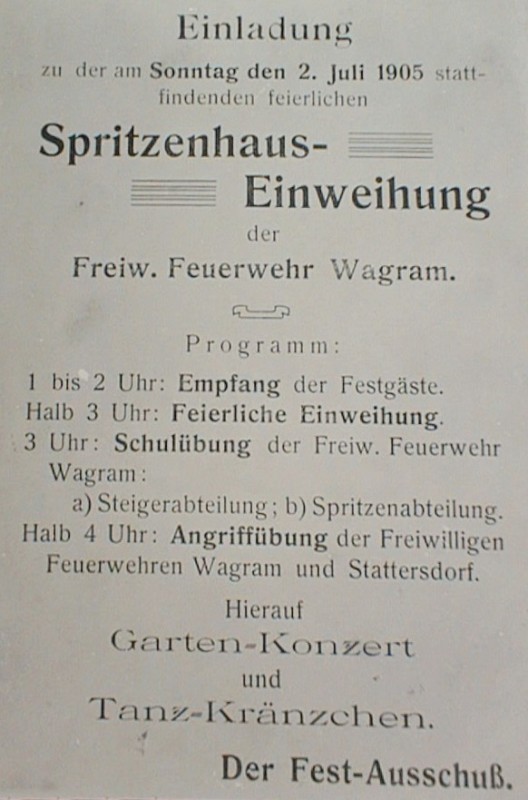 Einladung
zu der am Sonntag den 2. Juli 1905 statt-
findenden feierlichen
Spritzenhaus-
Einweihung
der
Freiw. Feuerwehr Wagram.
Programm:
1 bis 2 Uhr: Empfang der Festgäste.
Halb 3 Uhr: Feierliche Einweihung.
3 Uhr: Schulübung der Freiw. Feuerwehr
Wagram:
a) Steigerabteilung; b) Spritzenabteilung.
Halb 4 Uhr: Angriffübung der Freiwilligen
Feuerwehren Wagram und Stattersdorf.
Hierauf
Garten-Konzert
und
Tanz-Kränzchen.
Der Fest-Ausschuß.